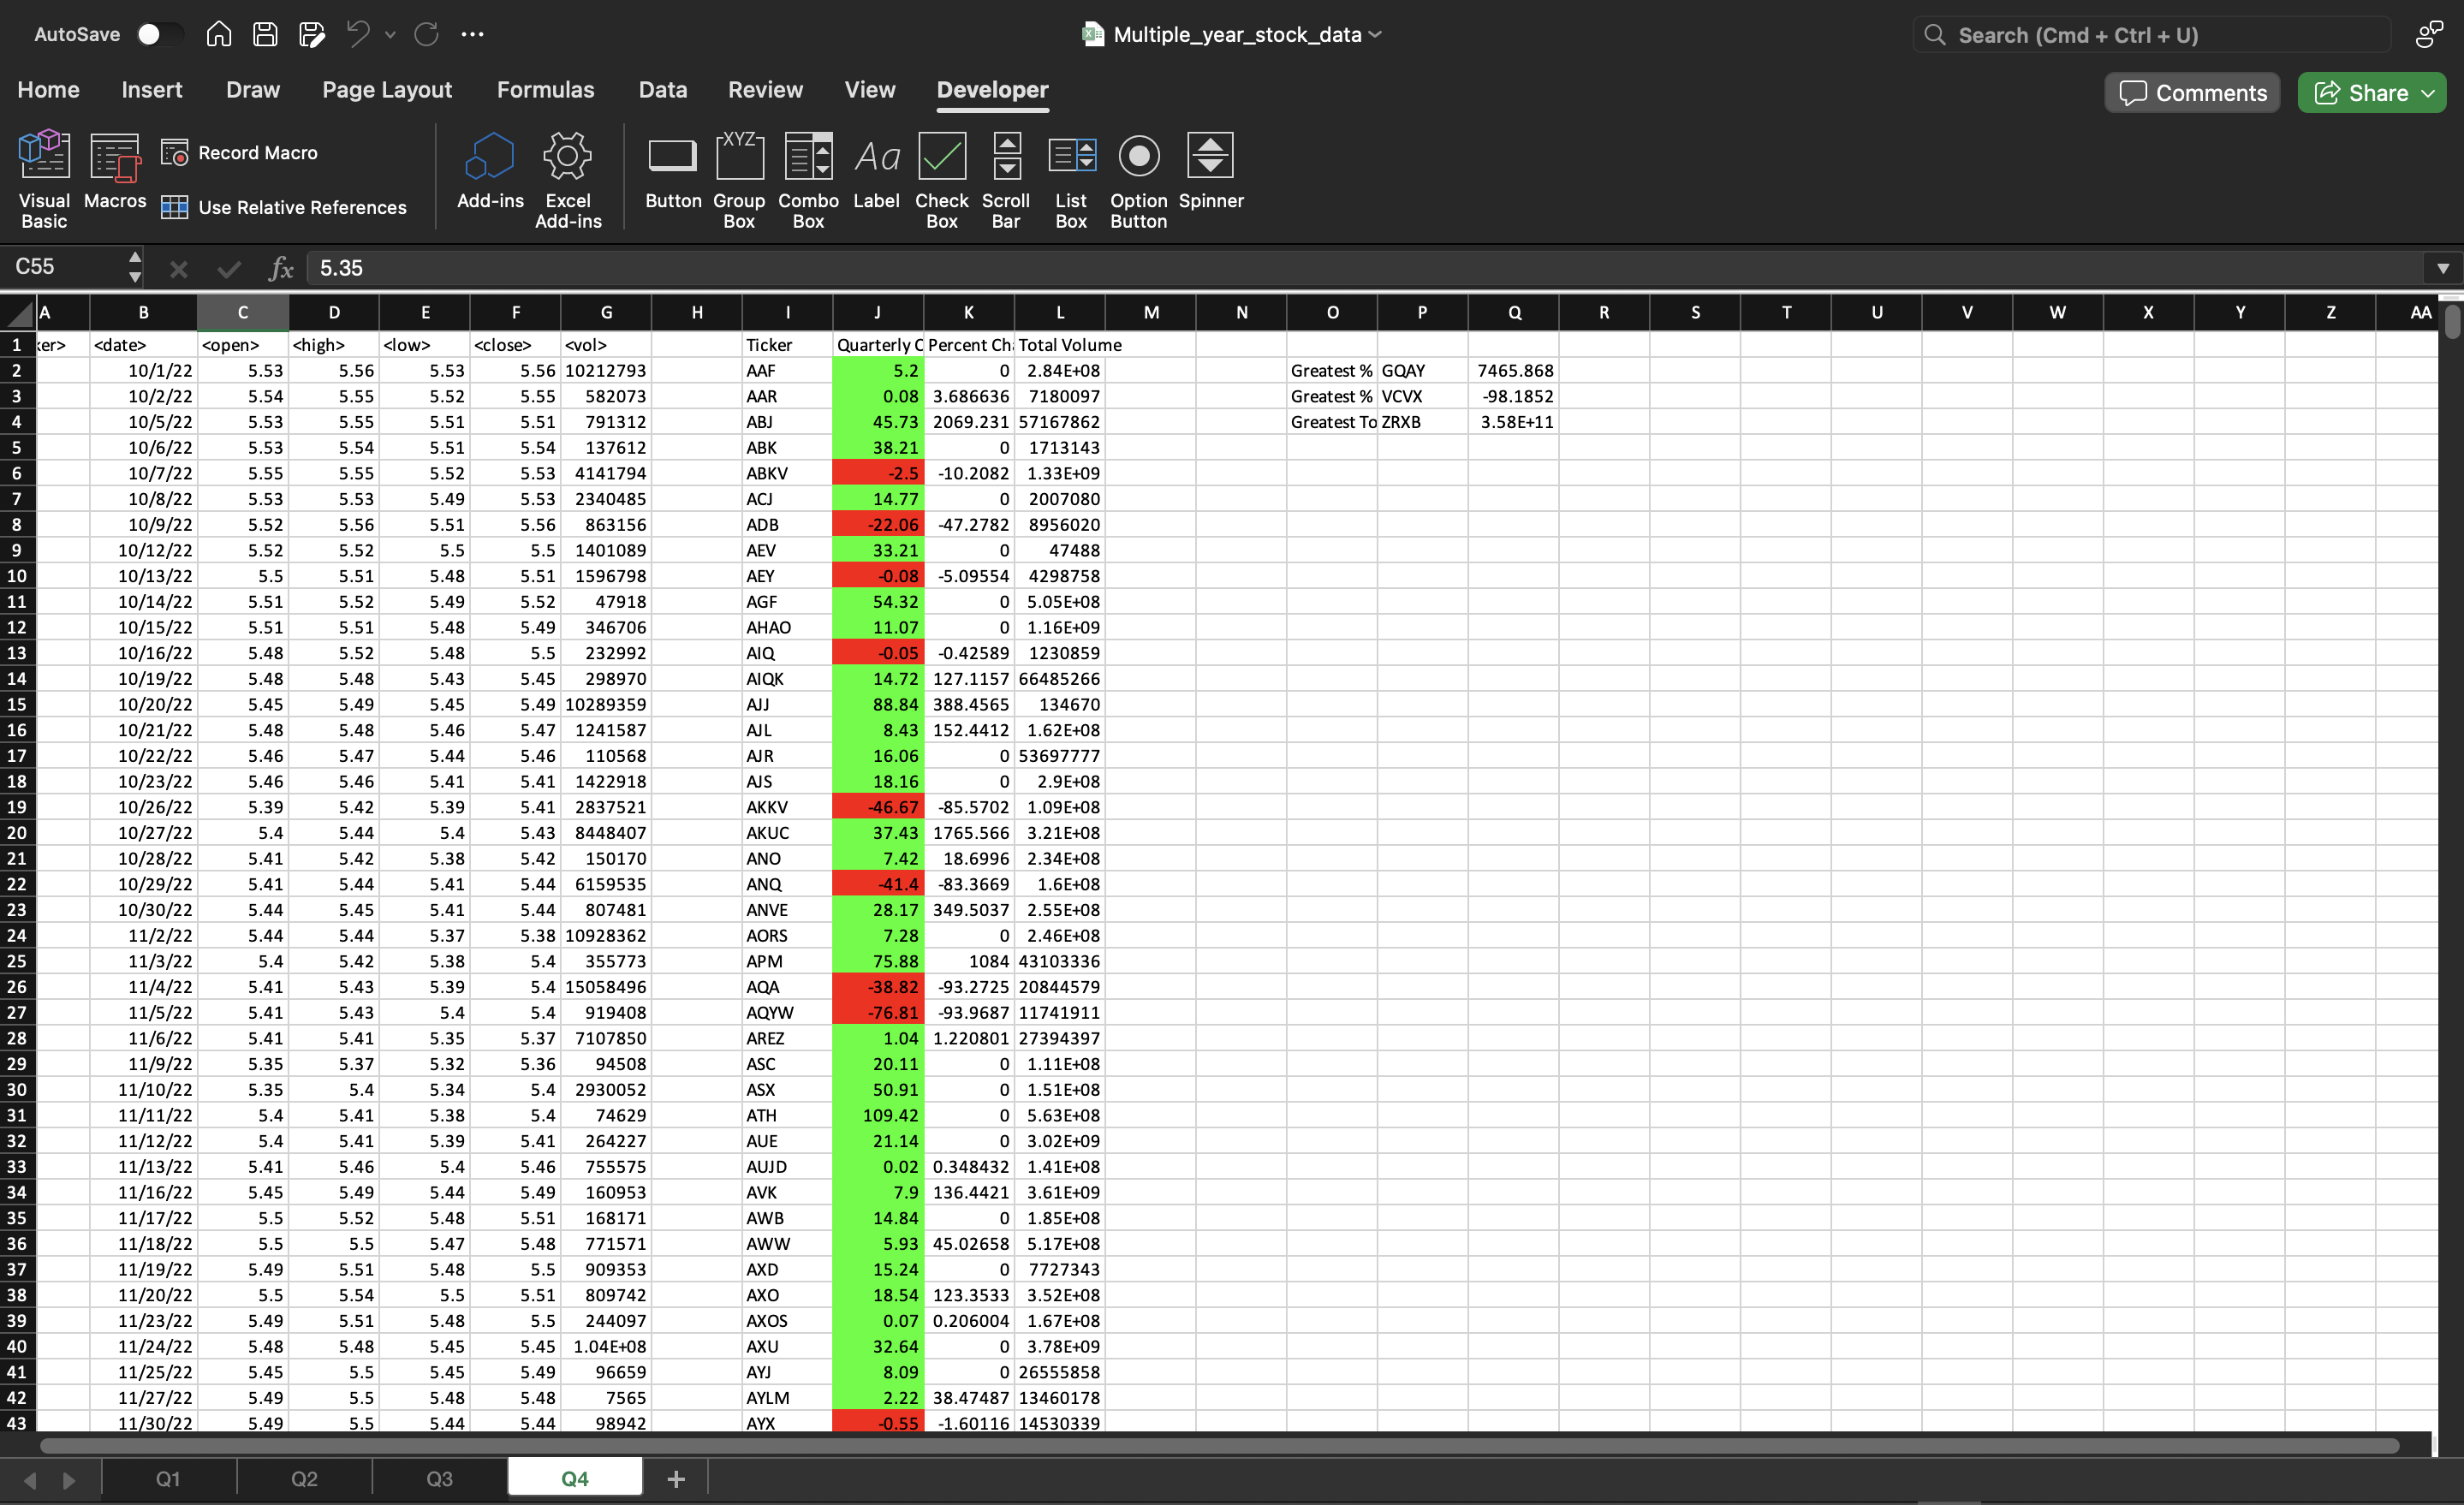 AutoSave
Multiple_year_stock_data
Search (Cmd + Ctrl + U)
Home Insert Draw Page Layout Formulas Data Review View Developer
Comments Share
Visual Basic
Macros
Record Macro
Use Relative References
Add-ins
Excel Add-ins
XYZ
Aa
Button
Group Box
Combo Box
Label
Check Box
Scroll Bar
List Box
Option Button
Spinner
C55 fx 5.35
A B C D E F G H I J K L M N O P Q R S T U V W X Y Z AA
1 ker> <date> <open> <high> <low> <close> <vol> Ticker Quarterly C Percent Ch Total Volume
2 10/1/22 5.53 5.56 5.53 5.56 10212793 AAF 5.2 0 2.84E+08 Greatest % GQAY 7465.868
3 10/2/22 5.54 5.55 5.52 5.55 582073 AAR 0.08 3.686636 7180097 Greatest % VCVX -98.1852
4 10/5/22 5.53 5.55 5.51 5.51 791312 ABJ 45.73 2069.231 57167862 Greatest To ZRXB 3.58E+11
5 10/6/22 5.53 5.54 5.51 5.54 137612 ABK 38.21 0 1713143
6 10/7/22 5.55 5.55 5.52 5.53 4141794 ABKV -2.5 -10.2082 1.33E+09
7 10/8/22 5.53 5.53 5.49 5.53 2340485 ACJ 14.77 0 2007080
8 10/9/22 5.52 5.56 5.51 5.56 863156 ADB -22.06 -47.2782 8956020
9 10/12/22 5.52 5.52 5.5 5.5 1401089 AEV 33.21 0 47488
10 10/13/22 5.5 5.51 5.48 5.51 1596798 AEY -0.08 -5.09554 4298758
11 10/14/22 5.51 5.52 5.49 5.52 47918 AGF 54.32 0 5.05E+08
12 10/15/22 5.51 5.51 5.48 5.49 346706 AHAO 11.07 0 1.16E+09
13 10/16/22 5.48 5.52 5.48 5.5 232992 AIQ -0.05 -0.42589 1230859
14 10/19/22 5.48 5.48 5.43 5.45 298970 AIQK 14.72 127.1157 66485266
15 10/20/22 5.45 5.49 5.45 5.49 10289359 AJJ 88.84 388.4565 134670
16 10/21/22 5.48 5.48 5.46 5.47 1241587 AJL 8.43 152.4412 1.62E+08
17 10/22/22 5.46 5.47 5.44 5.46 110568 AJR 16.06 0 53697777
18 10/23/22 5.46 5.46 5.41 5.41 1422918 AJS 18.16 0 2.9E+08
19 10/26/22 5.39 5.42 5.39 5.41 2837521 AKKV -46.67 -85.5702 1.09E+08
20 10/27/22 5.4 5.44 5.4 5.43 8448407 AKUC 37.43 1765.566 3.21E+08
21 10/28/22 5.41 5.42 5.38 5.42 150170 ANO 7.42 18.6996 2.34E+08
22 10/29/22 5.41 5.44 5.41 5.44 6159535 ANQ -41.4 -83.3669 1.6E+08
23 10/30/22 5.44 5.45 5.41 5.44 807481 ANVE 28.17 349.5037 2.55E+08
24 11/2/22 5.44 5.44 5.37 5.38 10928362 AORS 7.28 0 2.46E+08
25 11/3/22 5.4 5.42 5.38 5.4 355773 APM 75.88 1084 43103336
26 11/4/22 5.41 5.43 5.39 5.4 15058496 AQA -38.82 -93.2725 20844579
27 11/5/22 5.41 5.43 5.4 5.4 919408 AQYW -76.81 -93.9687 11741911
28 11/6/22 5.41 5.41 5.35 5.37 7107850 AREZ 1.04 1.220801 27394397
29 11/9/22 5.35 5.37 5.32 5.36 94508 ASC 20.11 0 1.11E+08
30 11/10/22 5.35 5.4 5.34 5.4 2930052 ASX 50.91 0 1.51E+08
31 11/11/22 5.4 5.41 5.38 5.4 74629 ATH 109.42 0 5.63E+08
32 11/12/22 5.4 5.41 5.39 5.41 264227 AUE 21.14 0 3.02E+09
33 11/13/22 5.41 5.46 5.4 5.46 755575 AUJD 0.02 0.348432 1.41E+08
34 11/16/22 5.45 5.49 5.44 5.49 160953 AVK 7.9 136.4421 3.61E+09
35 11/17/22 5.5 5.52 5.48 5.51 168171 AWB 14.84 0 1.85E+08
36 11/18/22 5.5 5.5 5.47 5.48 771571 AWW 5.93 45.02658 5.17E+08
37 11/19/22 5.49 5.51 5.48 5.5 909353 AXD 15.24 0 7727343
38 11/20/22 5.5 5.54 5.5 5.51 809742 AXO 18.54 123.3533 3.52E+08
39 11/23/22 5.49 5.51 5.48 5.5 244097 AXOS 0.07 0.206004 1.67E+08
40 11/24/22 5.48 5.48 5.45 5.45 1.04E+08 AXU 32.64 0 3.78E+09
41 11/25/22 5.45 5.5 5.45 5.49 96659 AYJ 8.09 0 26555858
42 11/27/22 5.49 5.5 5.48 5.48 7565 AYLM 2.22 38.47487 13460178
43 11/30/22 5.49 5.5 5.44 5.44 98942 AYX -0.55 -1.60116 14530339
Q1 Q2 Q3 Q4 +